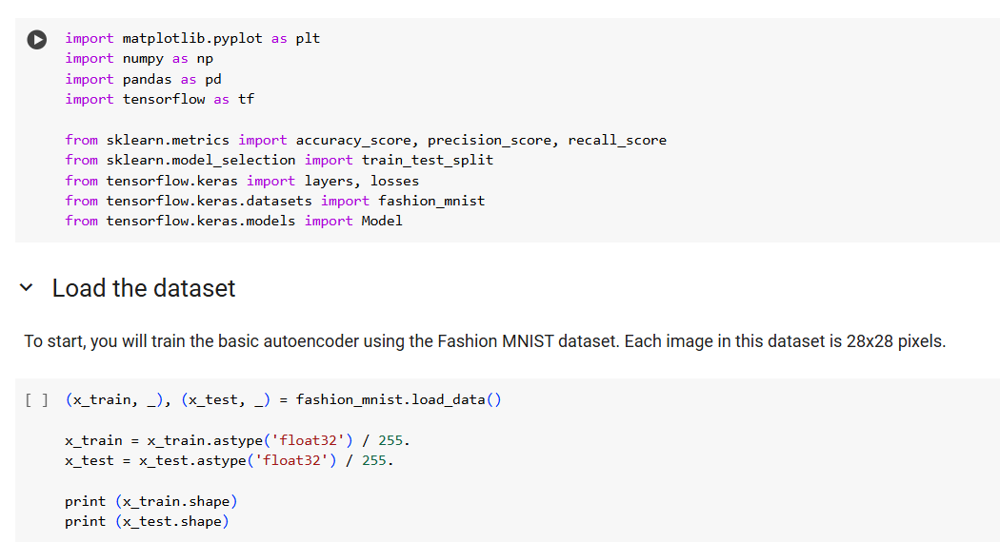 import matplotlib.pyplot as plt
import numpy as np
import pandas as pd
import tensorflow as tf
from sklearn.metrics import accuracy_score, precision_score, recall_score
from sklearn.model_selection import train_test_split
from tensorflow.keras import layers, losses
from tensorflow.keras.datasets import fashion_mnist
from tensorflow.keras.models import Model
Load the dataset
To start, you will train the basic autoencoder using the Fashion MNIST dataset. Each image in this dataset is 28x28 pixels.
[ ] (x_train, _), (x_test, _) = fashion_mnist.load_data()
x_train = x_train.astype('float32') / 255.
x_test = x_test.astype('float32') / 255.
print (x_train.shape)
print (x_test.shape)